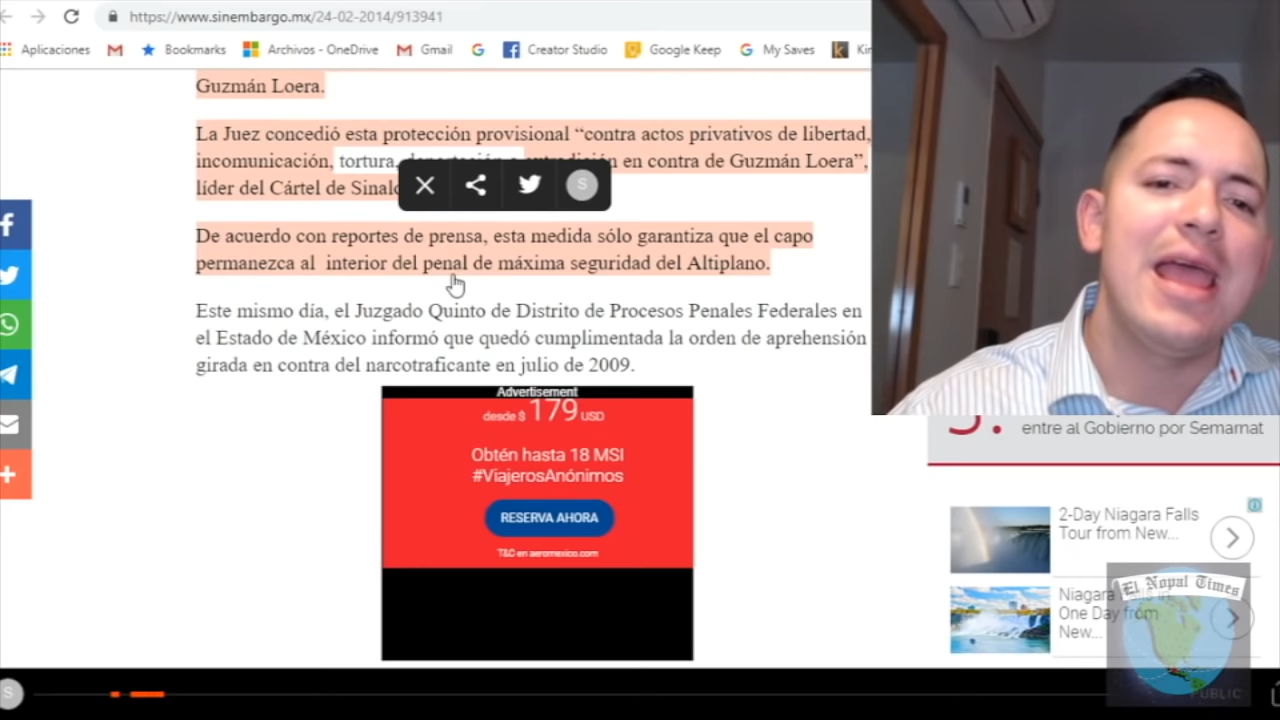 https://www.sinembargo.mx/24-02-2014/913941
Aplicaciones
Bookmarks
Archivos - OneDrive
Gmail
Creator Studio
Google Keep
My Saves
Guzmán Loera.
La Juez concedió esta protección provisional “contra actos privativos de libertad,
incomunicación, tortura, en contra de Guzmán Loera”,
líder del Cártel de
De acuerdo con reportes de prensa, esta medida sólo garantiza que el capo
permanezca al interior del penal de máxima seguridad del Altiplano.
Este mismo día, el Juzgado Quinto de Distrito de Procesos Penales Federales en
el Estado de México informó que quedó cumplimentada la orden de aprehensión
girada en contra del narcotraficante en julio de 2009.
S
Advertisement
desde $ 179 USD
Obtén hasta 18 MSI
#ViajerosAnónimos
RESERVA AHORA
T&C en aeromexico.com
entre al Gobierno por Semarnat
2-Day Niagara Falls
Tour from New...
Niagara Falls in
One Day from
New...
El Nopal Times
PUBLIC
S